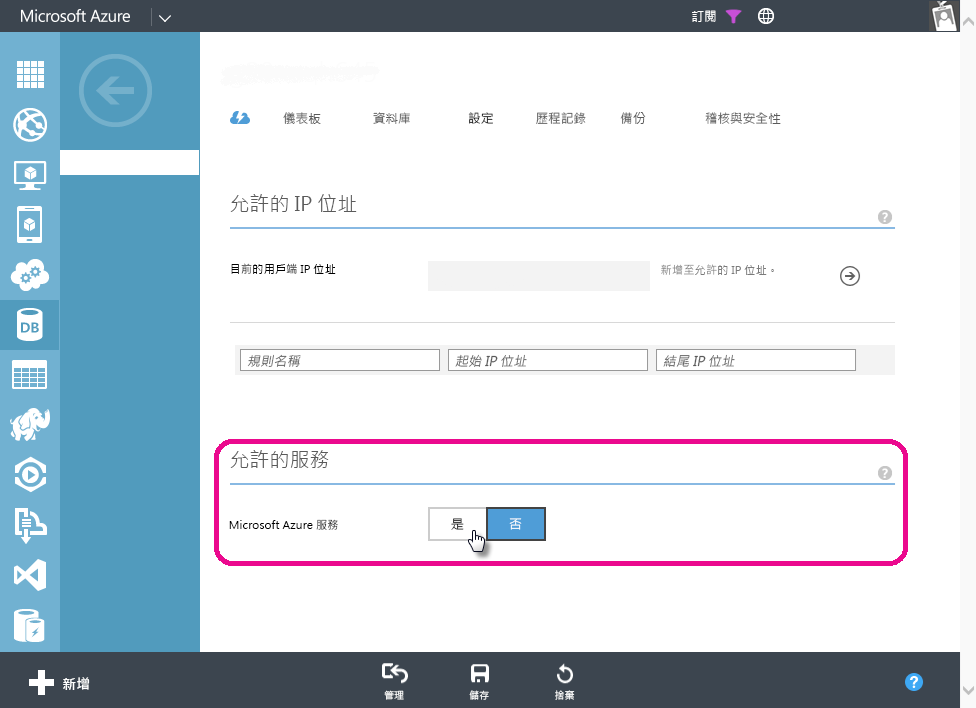 Microsoft Azure
訂閱
儀表板 資料庫 設定 歷程記錄 備份 稽核與安全性
允許的 IP 位址
?
目前的用戶端 IP 位址
新增至允許的 IP 位址。
DB
規則名稱 起始 IP 位址 結尾 IP 位址
允許的服務
?
Microsoft Azure 服務 是 否
新增
管理 儲存 捨棄
?